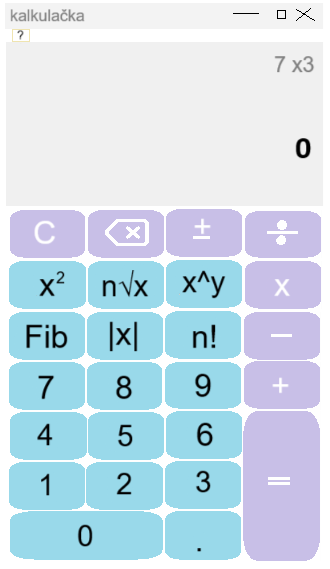 kalkulačka
?
7 x3
0
C ± ÷
x² n√x x^y x
Fib |x| n! −
7 8 9 +
4 5 6
1 2 3 =
0 .